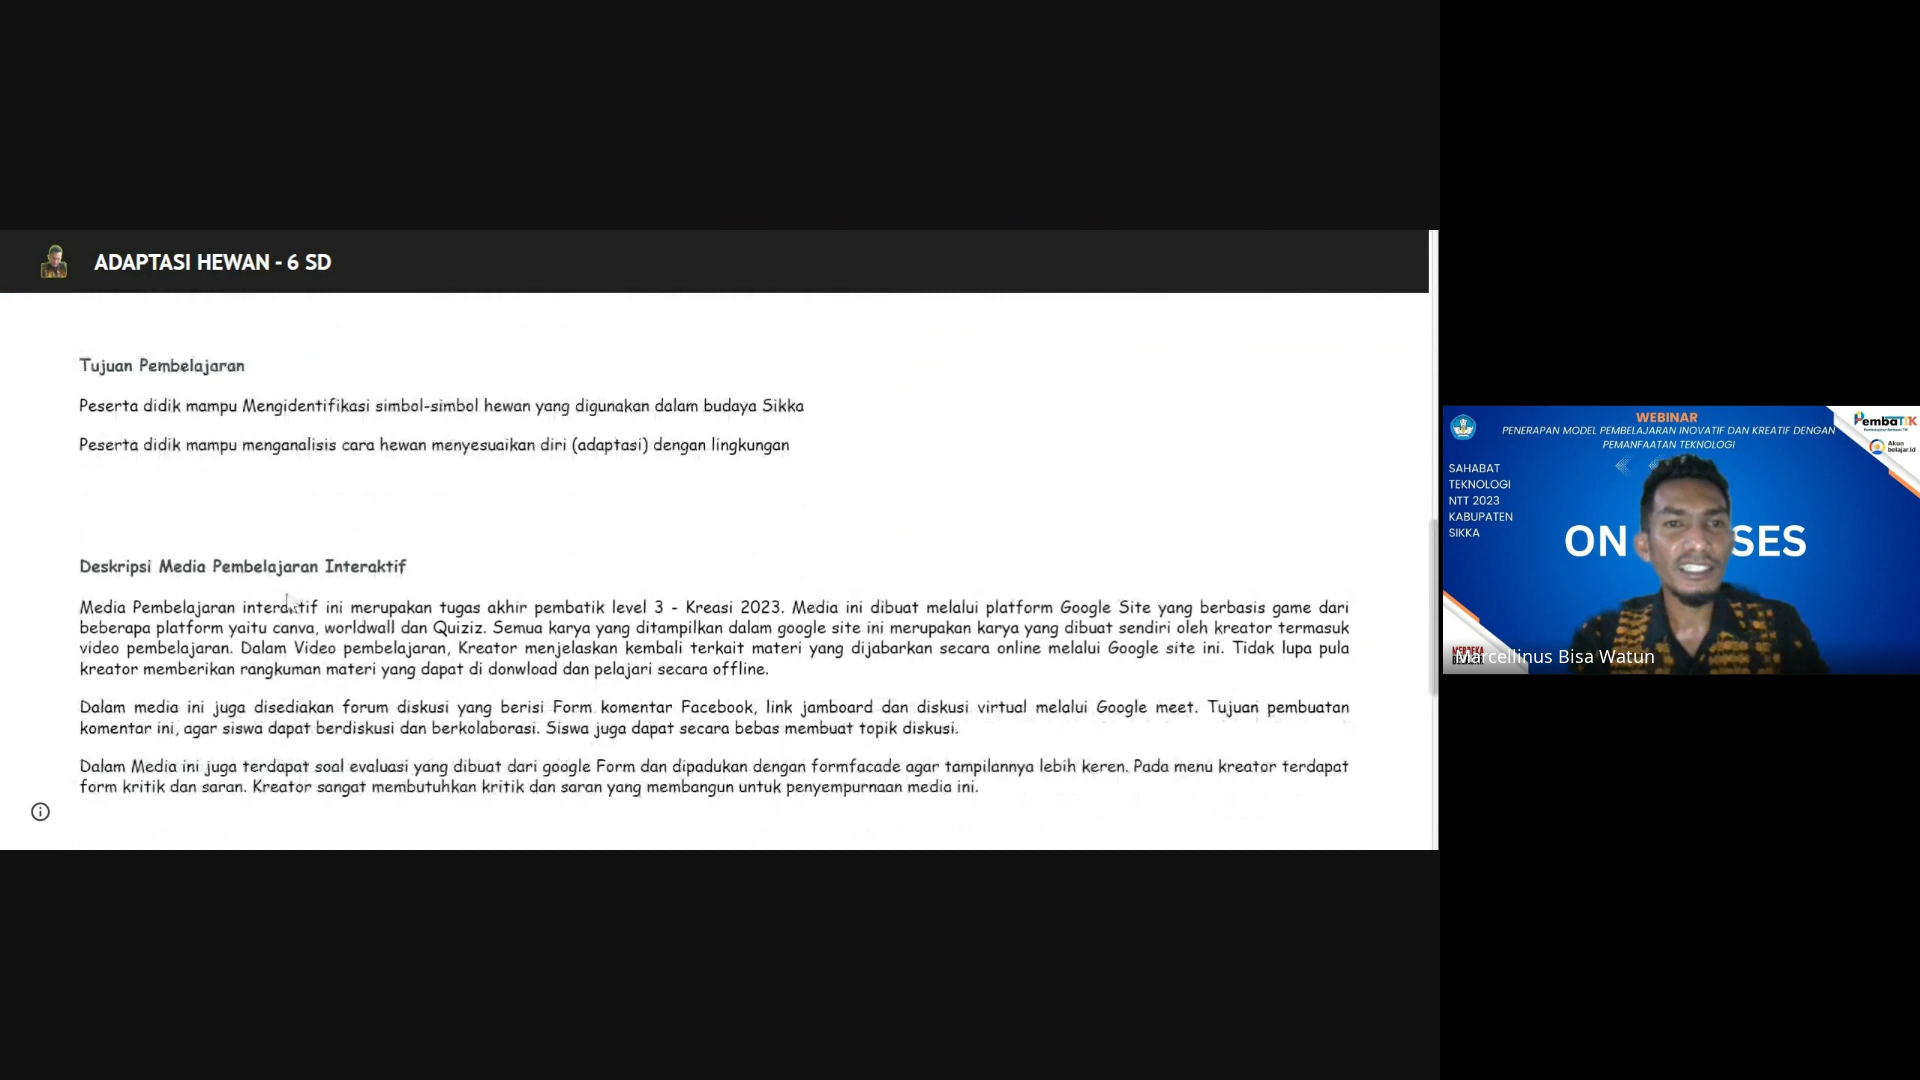 ADAPTASI HEWAN - 6 SD
Tujuan Pembelajaran
Peserta didik mampu Mengidentifikasi simbol-simbol hewan yang digunakan dalam budaya Sikka
Peserta didik mampu menganalisis cara hewan menyesuaikan diri (adaptasi) dengan lingkungan
Deskripsi Media Pembelajaran Interaktif
Media Pembelajaran interaktif ini merupakan tugas akhir pembatik level 3 - Kreasi 2023. Media ini dibuat melalui platform Google Site yang berbasis game dari
beberapa platform yaitu canva, worldwall dan Quiziz. Semua karya yang ditampilkan dalam google site ini merupakan karya yang dibuat sendiri oleh kreator termasuk
video pembelajaran. Dalam Video pembelajaran, Kreator menjelaskan kembali terkait materi yang dijabarkan secara online melalui Google site ini. Tidak lupa pula
kreator memberikan rangkuman materi yang dapat di donwload dan pelajari secara offline.
Dalam media ini juga disediakan forum diskusi yang berisi Form komentar Facebook, link jamboard dan diskusi virtual melalui Google meet. Tujuan pembuatan
komentar ini, agar siswa dapat berdiskusi dan berkolaborasi. Siswa juga dapat secara bebas membuat topik diskusi.
Dalam Media ini juga terdapat soal evaluasi yang dibuat dari google Form dan dipadukan dengan formfacade agar tampilannya lebih keren. Pada menu kreator terdapat
form kritik dan saran. Kreator sangat membutuhkan kritik dan saran yang membangun untuk penyempurnaan media ini.
WEBINAR
PENERAPAN MODEL PEMBELAJARAN INOVATIF DAN KREATIF DENGAN
PEMANFAATAN TEKNOLOGI
PembaTIK
Akun
belajar.id
SAHABAT
TEKNOLOGI
NTT 2023
KABUPATEN
SIKKA
ON SES
Marcellinus Bisa Watun